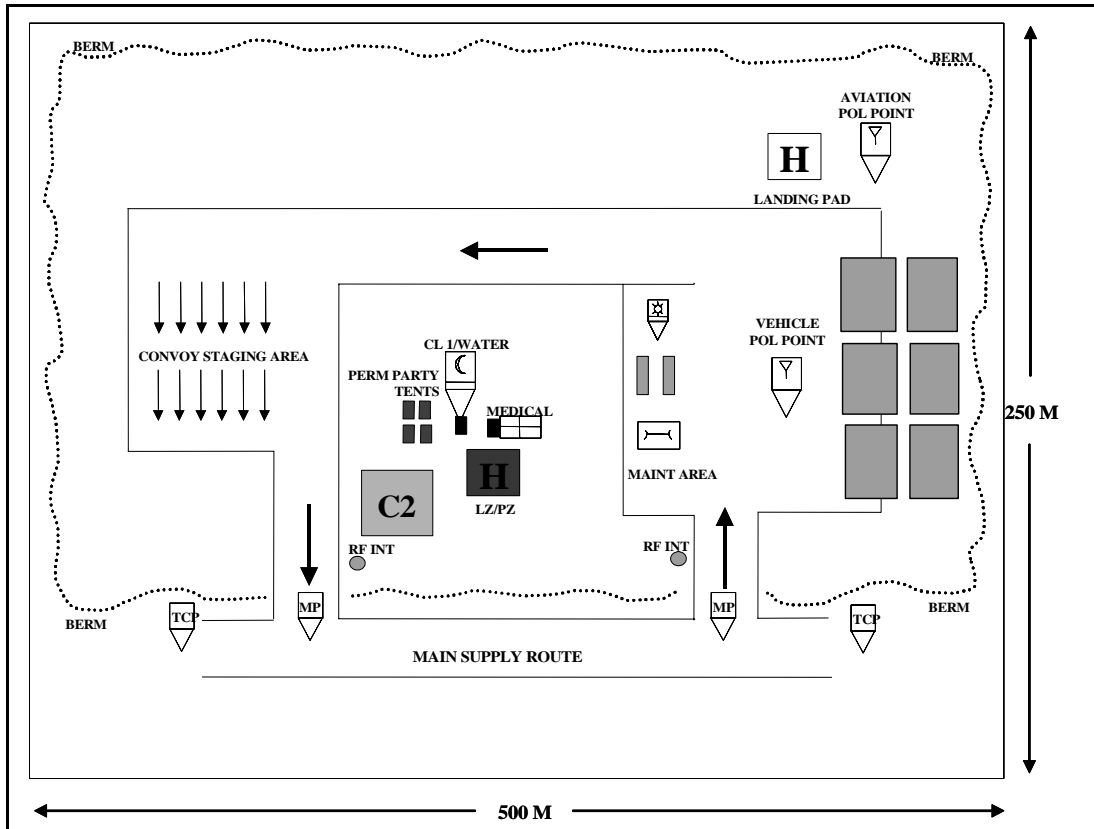 BERM
BERM
AVIATION
POL POINT
H
LANDING PAD
CONVOY STAGING AREA
CL 1/WATER
PERM PARTY
TENTS
MEDICAL
VEHICLE
POL POINT
250 M
MAINT AREA
H
C2
LZ/PZ
RF INT
RF INT
BERM
TCP
MP
MP
TCP
BERM
MAIN SUPPLY ROUTE
500 M